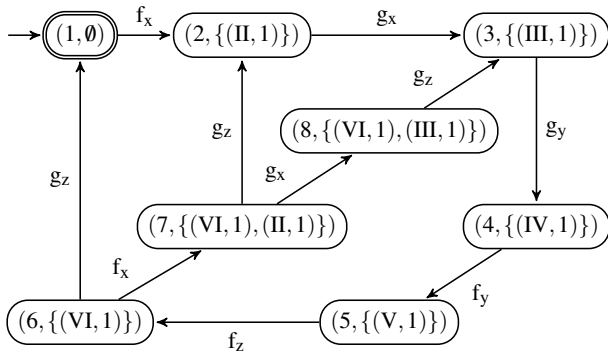 (1,∅) f_x (2,{(II,1)}) g_x (3,{(III,1)})
g_z
(8,{(VI,1),(III,1)})
g_z g_z g_x g_y
(7,{(VI,1),(II,1)}) (4,{(IV,1)})
f_x f_y
(6,{(VI,1)}) f_z (5,{(V,1)})